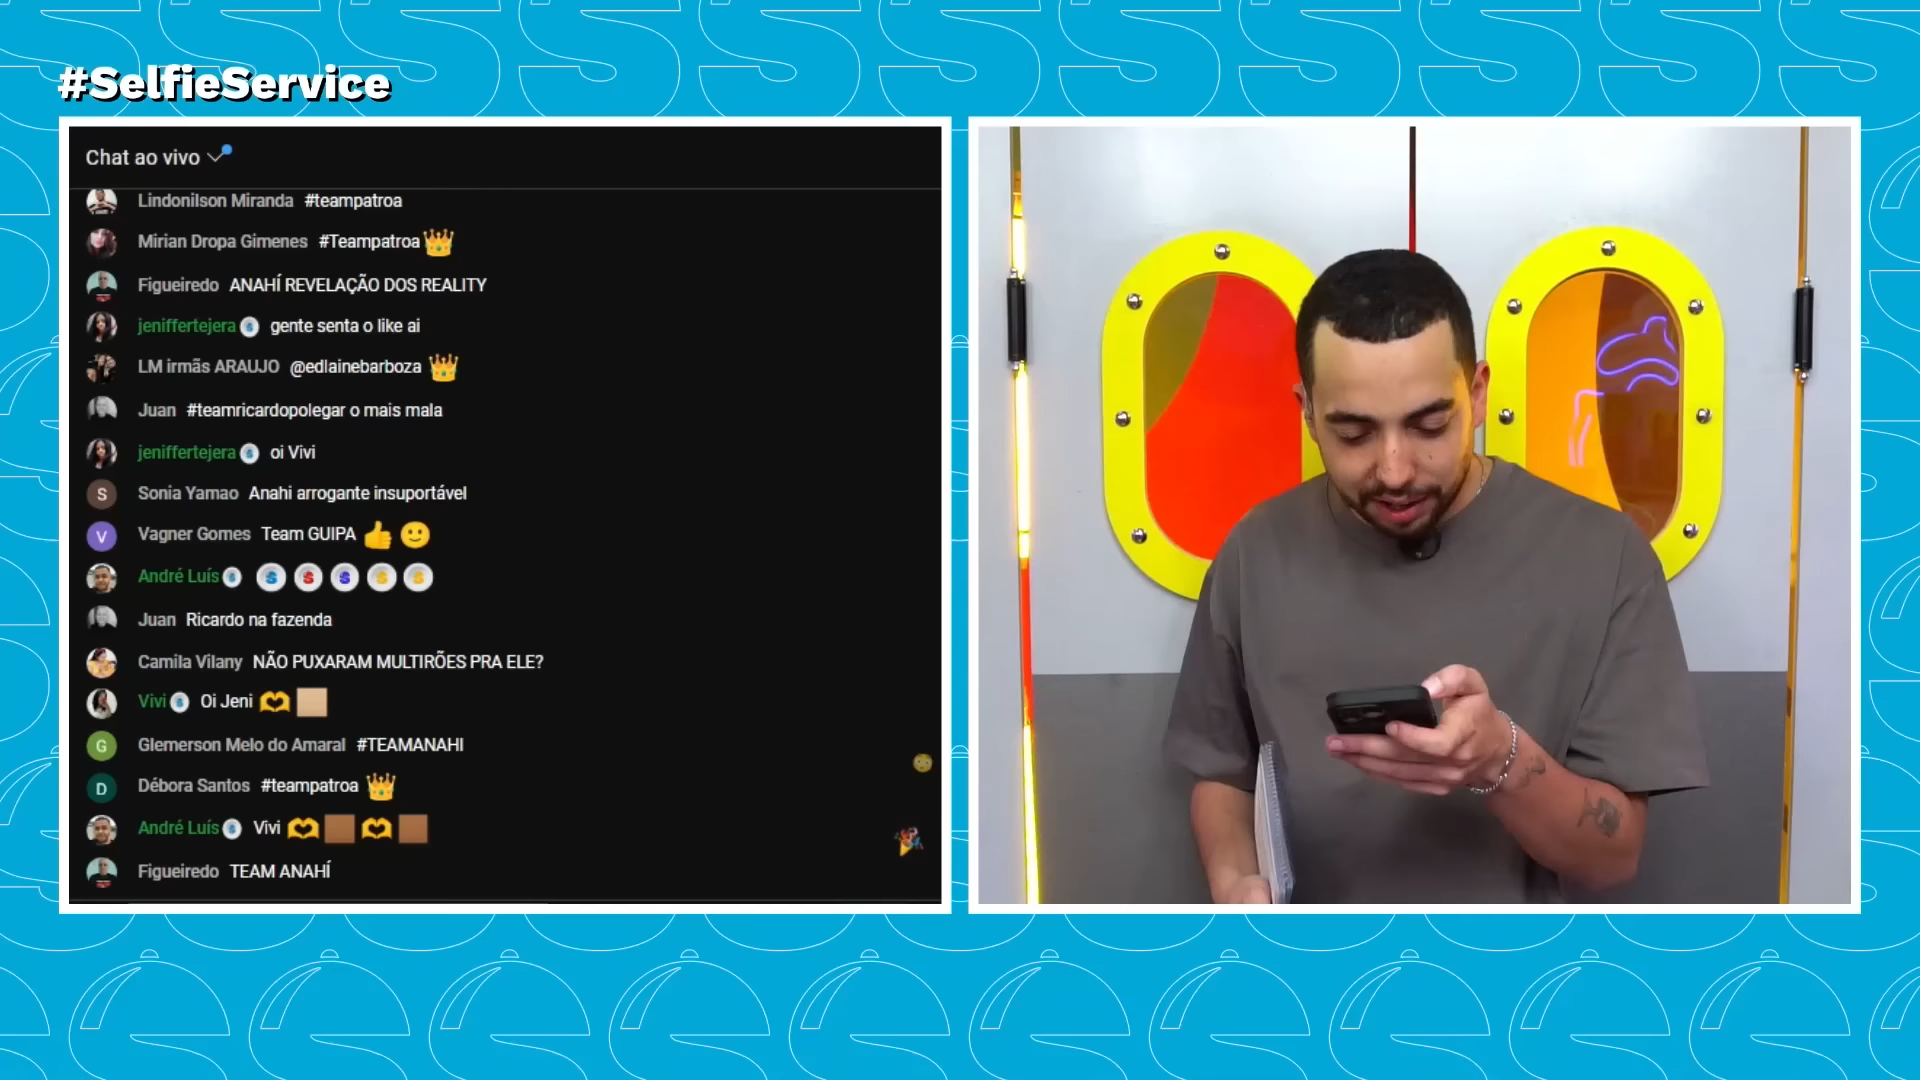 #SelfieService
Chat ao vivo
Lindonilson Miranda #teampatroa
Mirian Dropa Gimenes #Teampatroa👑
Figueiredo ANAHÍ REVELAÇÃO DOS REALITY
jeniffertejera gente senta o like ai
LM irmãs ARAUJO @edlainebarboza 👑
Juan #teamricardopolegar o mais mala
jeniffertejera oi Vivi
S Sonia Yamao Anahi arrogante insuportável
V Vagner Gomes Team GUIPA 👍 🙂
André Luís S S S S S
Juan Ricardo na fazenda
Camila Vilany NÃO PUXARAM MULTIRÕES PRA ELE?
Vivi Oi Jeni 🫶🏼
G Glemerson Melo do Amaral #TEAMANAHI
D Débora Santos #teampatroa 👑
André Luís Vivi 🫶🏾🫶🏾
Figueiredo TEAM ANAHÍ